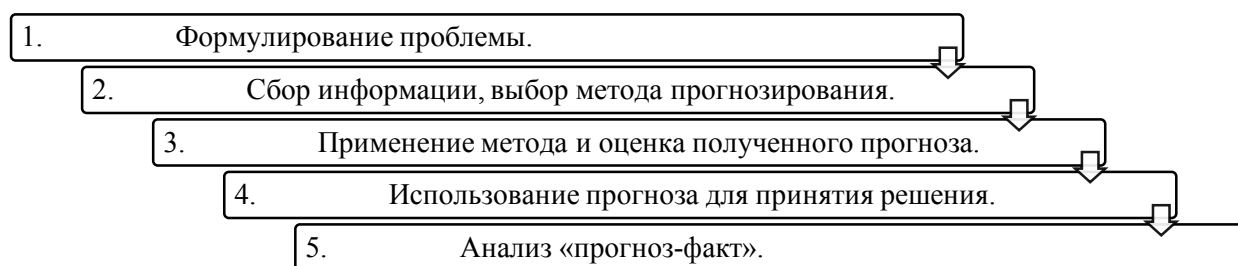 1. Формулирование проблемы.
2. Сбор информации, выбор метода прогнозирования.
3. Применение метода и оценка полученного прогноза.
4. Использование прогноза для принятия решения.
5. Анализ «прогноз-факт».